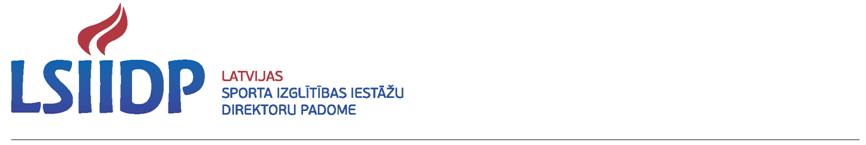 LSIIDP
LATVIJAS
SPORTA IZGLĪTĪBAS IESTĀŽU
DIREKTORU PADOME